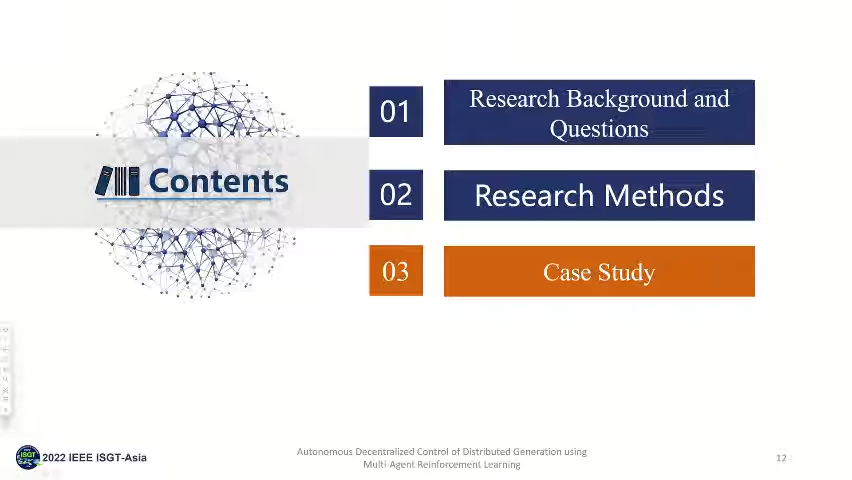 Contents
01
Research Background and
Questions
02
Research Methods
03
Case Study
ISGT
2022 IEEE ISGT-Asia
Autonomous Decentralized Control of Distributed Generation using
Multi-Agent Reinforcement Learning
12